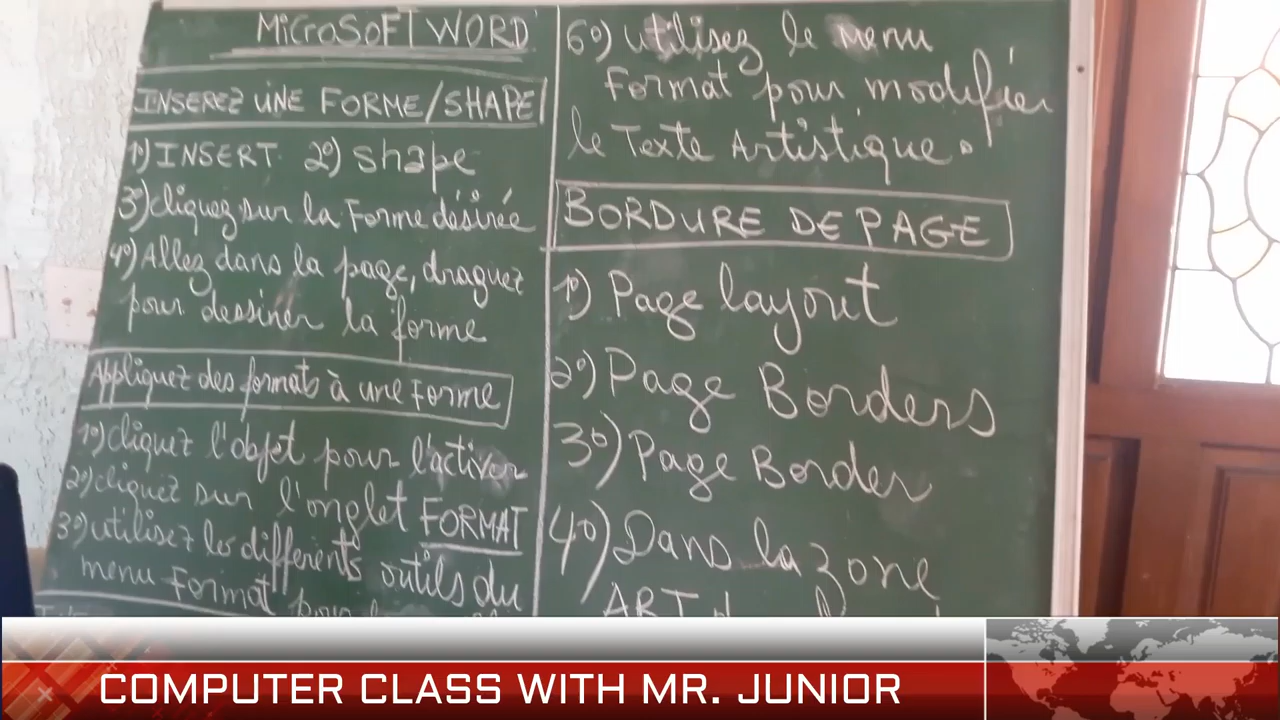 MICROSOFT WORD
INSEREZ UNE FORME/SHAPE
1) INSERT 2°) Shape
3°) Cliquez sur la Forme désirée
4°) Allez dans la page, draguez
pour dessiner la forme
Appliquez des formats à une Forme
1°) cliquez l'objet pour l'activer
2°) cliquez sur l'onglet FORMAT
3°) utilisez les différents outils du
menu Format pour
6°) utilisez le menu
Format pour modifier
le Texte Artistique.
BORDURE DE PAGE
1°) Page layout
2°) Page Borders
3°) Page Border
4°) Dans la zone
ART
COMPUTER CLASS WITH MR. JUNIOR